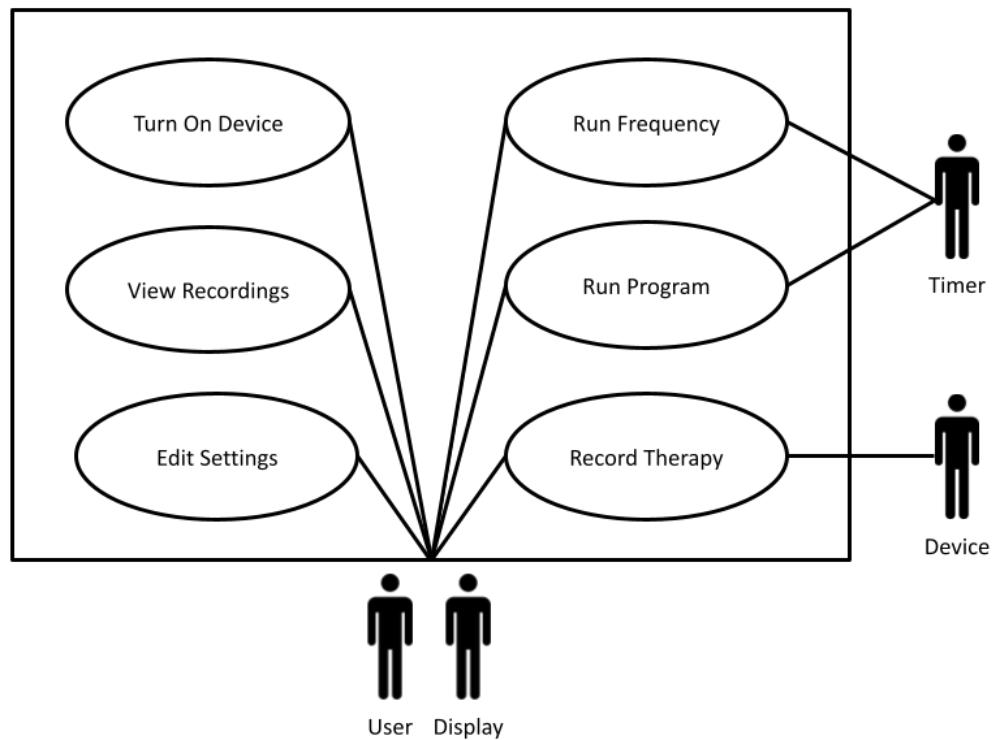 Turn On Device
Run Frequency
View Recordings
Run Program
Timer
Edit Settings
Record Therapy
Device
User
Display